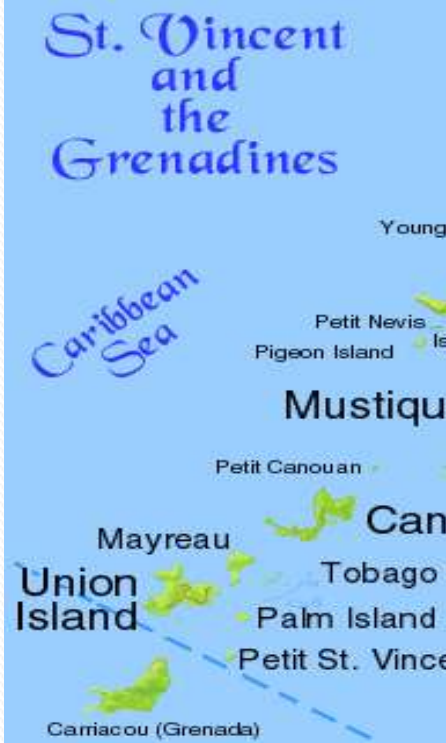 St. Vincent
and
the
Grenadines
Young
Caribbean
Sea
Petit Nevis
Is
Pigeon Island
Mustiqu
Petit Canouan
Can
Mayreau
Tobago
Union
Island
Palm Island
Petit St. Vince
Carriacou (Grenada)